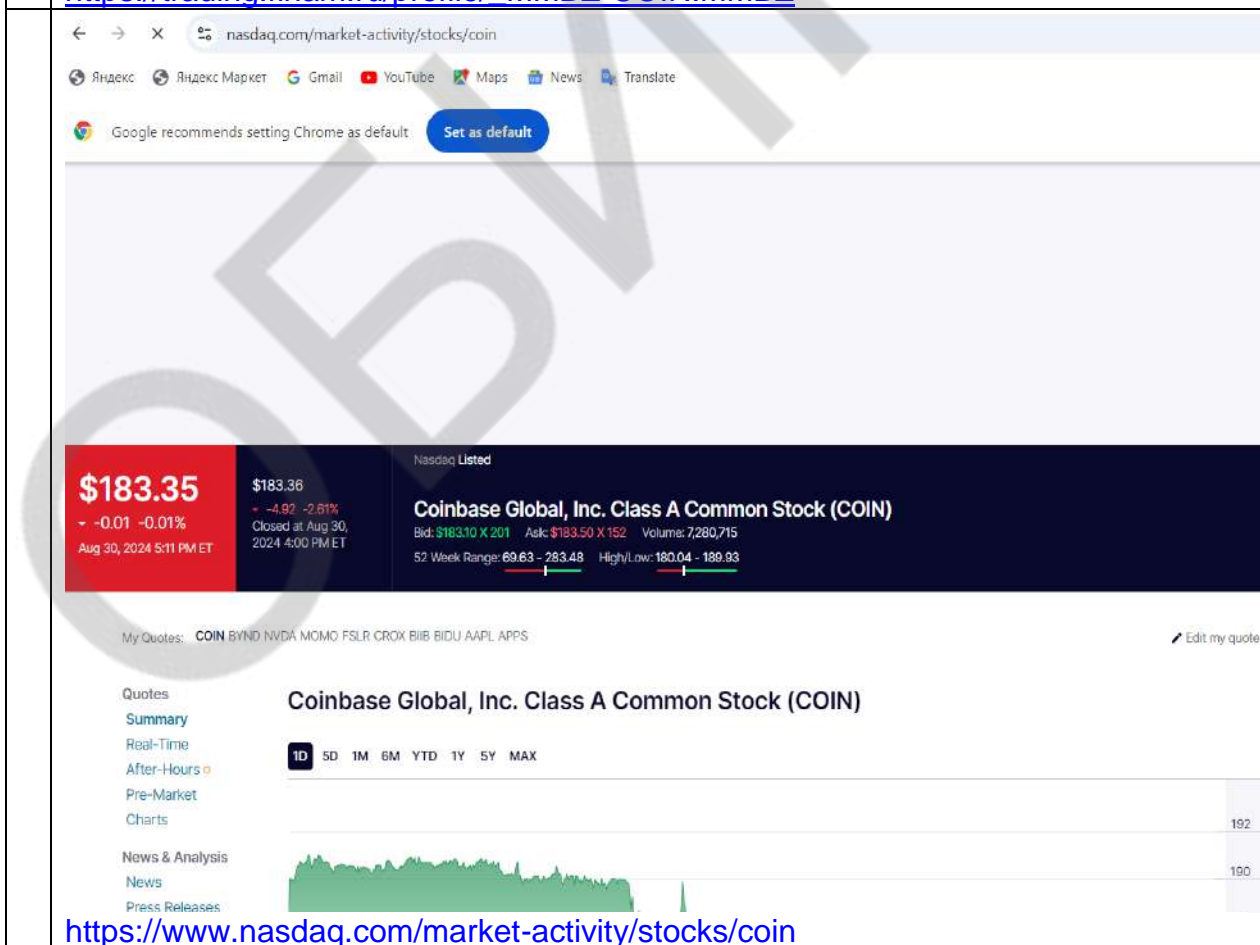 nasdaq.com/market-activity/stocks/coin
Яндекс Яндекс Маркет Gmail YouTube Maps News Translate
Google recommends setting Chrome as default Set as default
Nasdaq Listed
$183.35
-0.01 -0.01%
Aug 30, 2024 5:11 PM ET
$183.36
-4.92 -2.61%
Closed at Aug 30,
2024 4:00 PM ET
Coinbase Global, Inc. Class A Common Stock (COIN)
Bid: $183.10 X 201 Ask: $183.50 X 152 Volume: 7,280,715
52 Week Range: 69.63 - 283.48 High/Low: 180.04 - 189.93
My Quotes: COIN BYND NVDA MOMO FSLR CROX BIIB BIDU AAPL APPS
Edit my quote
Quotes
Summary
Real-Time
After-Hours
Pre-Market
Charts
News & Analysis
News
Press Releases
Coinbase Global, Inc. Class A Common Stock (COIN)
1D 5D 1M 6M YTD 1Y 5Y MAX
192
190
https://www.nasdaq.com/market-activity/stocks/coin